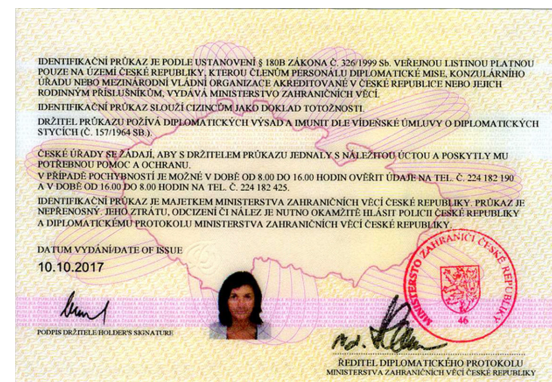 IDENTIFIKAČNÍ PRŮKAZ JE PODLE USTANOVENÍ § 180B ZÁKONA Č. 326/1999 Sb. VEŘEJNOU LISTINOU PLATNOU
POUZE NA ÚZEMÍ ČESKÉ REPUBLIKY, KTEROU ČLENŮM PERSONÁLU DIPLOMATICKÉ MISE, KONZULÁRNÍHO
ÚŘADU NEBO MEZINÁRODNÍ VLÁDNÍ ORGANIZACE AKREDITOVANÉ V ČESKÉ REPUBLICE NEBO JEJICH
RODINNÝM PŘÍSLUŠNÍKŮM, VYDÁVÁ MINISTERSTVO ZAHRANIČNÍCH VĚCÍ.
IDENTIFIKAČNÍ PRŮKAZ SLOUŽÍ CIZINCŮM JAKO DOKLAD TOTOŽNOSTI.
DRŽITEL PRŮKAZU POŽÍVÁ DIPLOMATICKÝCH VÝSAD A IMUNIT DLE VÍDEŇSKÉ ÚMLUVY O DIPLOMATICKÝCH
STYCÍCH (Č. 157/1964 SB.).
ČESKÉ ÚŘADY SE ŽÁDAJÍ, ABY S DRŽITELEM PRŮKAZU JEDNALY S NÁLEŽITOU ÚCTOU A POSKYTLY MU
POTŘEBNOU POMOC A OCHRANU.
V PŘÍPADĚ POCHYBNOSTÍ JE MOŽNÉ V DOBĚ OD 8.00 DO 16.00 HODIN OVĚŘIT ÚDAJE NA TEL. Č. 224 182 190
A V DOBĚ OD 16.00 DO 8.00 HODIN NA TEL. Č. 224 182 425.
IDENTIFIKAČNÍ PRŮKAZ JE MAJETKEM MINISTERSTVA ZAHRANIČNÍCH VĚCÍ ČESKÉ REPUBLIKY. PRŮKAZ JE
NEPŘENOSNÝ. JEHO ZTRÁTU, ODCIZENÍ ČI NÁLEZ JE NUTNO OKAMŽITĚ HLÁSIT POLICII ČESKÉ REPUBLIKY
A DIPLOMATICKÉMU PROTOKOLU MINISTERSTVA ZAHRANIČNÍCH VĚCÍ ČESKÉ REPUBLIKY.
DATUM VYDÁNÍ/DATE OF ISSUE
10.10.2017
MINISTERSTVO ZAHRANIČÍ ČESKÉ REPUBLIKY
46
PODPIS DRŽITELE HOLDER'S SIGNATURE
ŘEDITEL DIPLOMATICKÉHO PROTOKOLU
MINISTERSTVA ZAHRANIČNÍCH VĚCÍ ČESKÉ REPUBLIKY